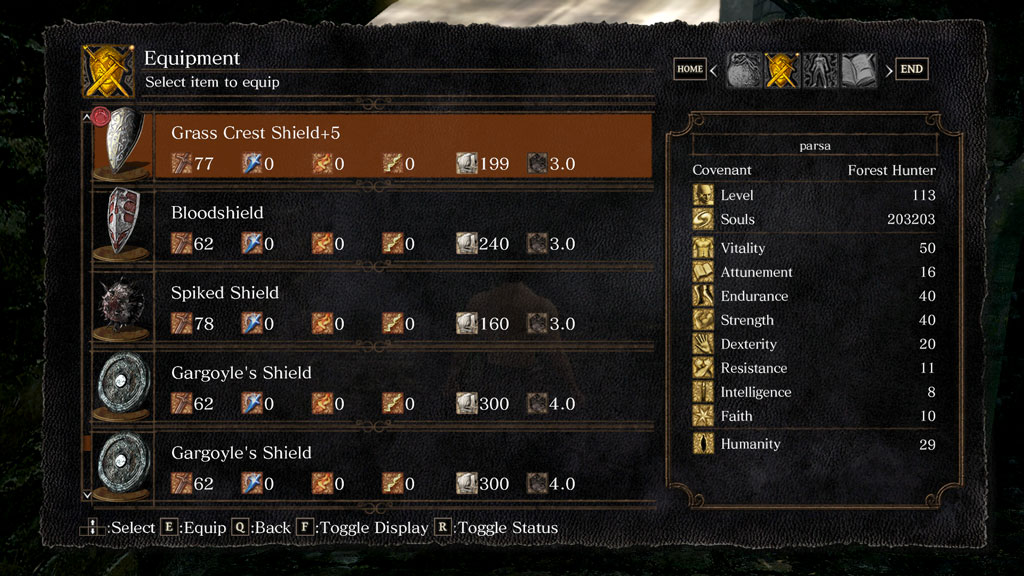 Equipment
Select item to equip
HOME
END
Grass Crest Shield+5
77 0 0 0 199 3.0
Bloodshield
62 0 0 0 240 3.0
Spiked Shield
78 0 0 0 160 3.0
Gargoyle's Shield
62 0 0 0 300 4.0
Gargoyle's Shield
62 0 0 0 300 4.0
parsa
Covenant Forest Hunter
Level 113
Souls 203203
Vitality 50
Attunement 16
Endurance 40
Strength 40
Dexterity 20
Resistance 11
Intelligence 8
Faith 10
Humanity 29
:Select E:Equip Q:Back F:Toggle Display R:Toggle Status